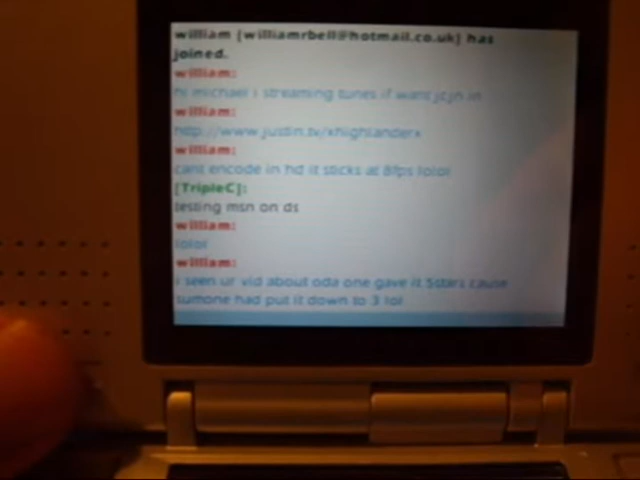 william (williamrbell@hotmail.co.uk) has
joined.
william:
hi michael i streaming tunes if want jcjn in
william:
http://www.justin.tv/xhighlanderx
william:
cant encode in hd it sticks at 8fps lolol
[TripleC]:
testing msn on ds
william:
lolol
william:
i seen ur vid about oda one gave it 5stars cause
sumone had put it down to 3 lol